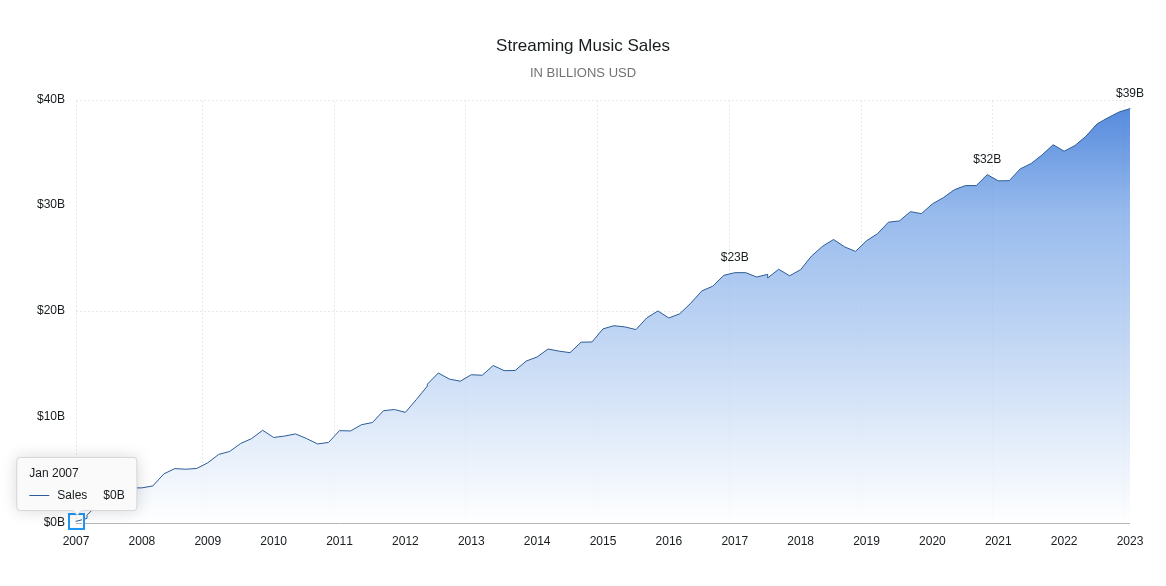 Streaming Music Sales
IN BILLIONS USD
$40B
$39B
$32B
$30B
$23B
$20B
$10B
Jan 2007
Sales $0B
$0B
2007 2008 2009 2010 2011 2012 2013 2014 2015 2016 2017 2018 2019 2020 2021 2022 2023